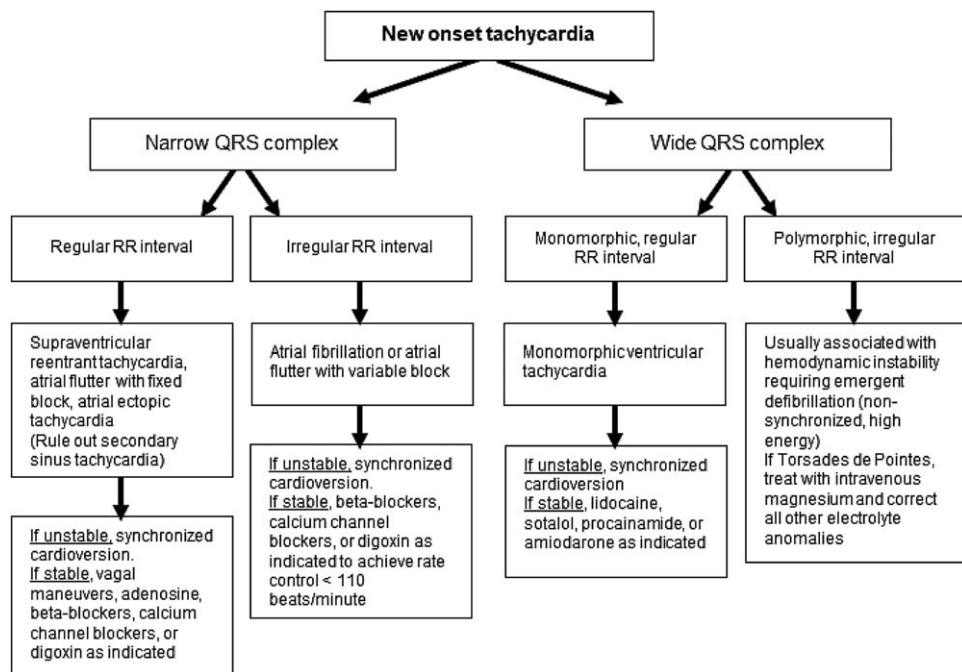 New onset tachycardia
Narrow QRS complex
Wide QRS complex
Regular RR interval
Irregular RR interval
Monomorphic, regular
RR interval
Polymorphic, irregular
RR interval
Supraventricular
reentrant tachycardia,
atrial flutter with fixed
block, atrial ectopic
tachycardia
(Rule out secondary
sinus tachycardia)
Atrial fibrillation or atrial
flutter with variable block
Monomorphic ventricular
tachycardia
Usually associated with
hemodynamic instability
requiring emergent
defibrillation (non-
synchronized, high
energy)
If Torsades de Pointes,
treat with intravenous
magnesium and correct
all other electrolyte
anomalies
If unstable, synchronized
cardioversion.
If stable, vagal
maneuvers, adenosine,
beta-blockers, calcium
channel blockers, or
digoxin as indicated
If unstable, synchronized
cardioversion.
If stable, beta-blockers,
calcium channel
blockers, or digoxin as
indicated to achieve rate
control < 110
beats/minute
If unstable, synchronized
cardioversion
If stable, lidocaine,
sotalol, procainamide, or
amiodarone as indicated